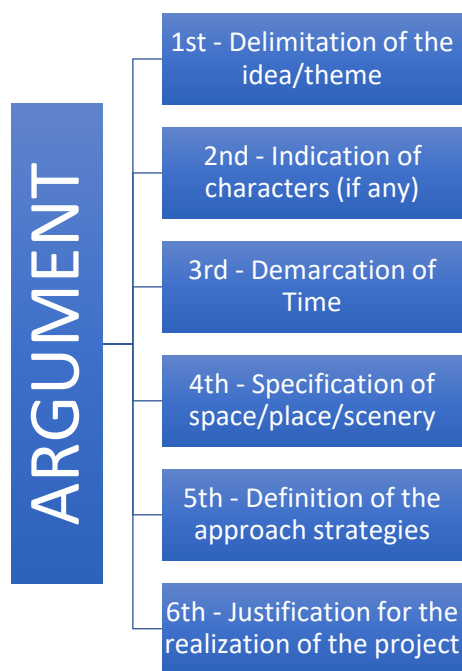 ARGUMENT
1st - Delimitation of the
idea/theme
2nd - Indication of
characters (if any)
3rd - Demarcation of
Time
4th - Specification of
space/place/scenery
5th - Definition of the
approach strategies
6th - Justification for the
realization of the project